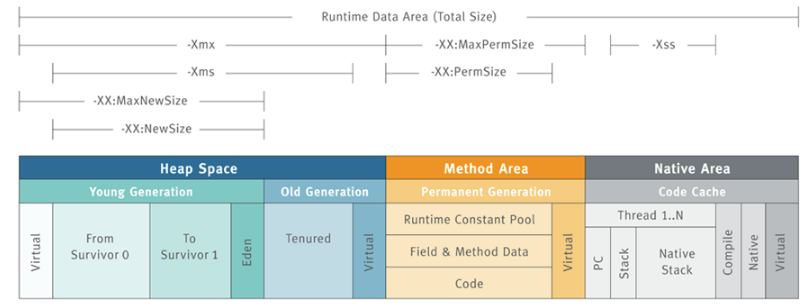 Runtime Data Area (Total Size)
-Xmx
-XX:MaxPermSize
-Xss
-Xms
-XX:PermSize
-XX:MaxNewSize
-XX:NewSize
Heap Space
Method Area
Native Area
Young Generation
Old Generation
Permanent Generation
Code Cache
Virtual
From
Survivor 0
To
Survivor 1
Eden
Tenured
Virtual
Runtime Constant Pool
Field & Method Data
Code
Virtual
Thread 1..N
PC
Stack
Native
Stack
Compile
Native
Virtual